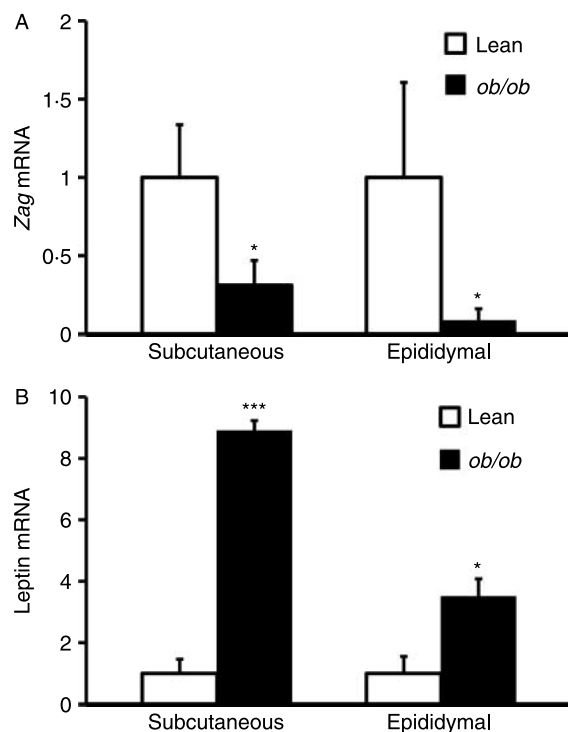 A
2
Lean
ob/ob
1·5
Zag mRNA
1
*
0·5
*
0
Subcutaneous Epididymal
B
10
***
Lean
8
ob/ob
6
Leptin mRNA
*
4
2
0
Subcutaneous Epididymal